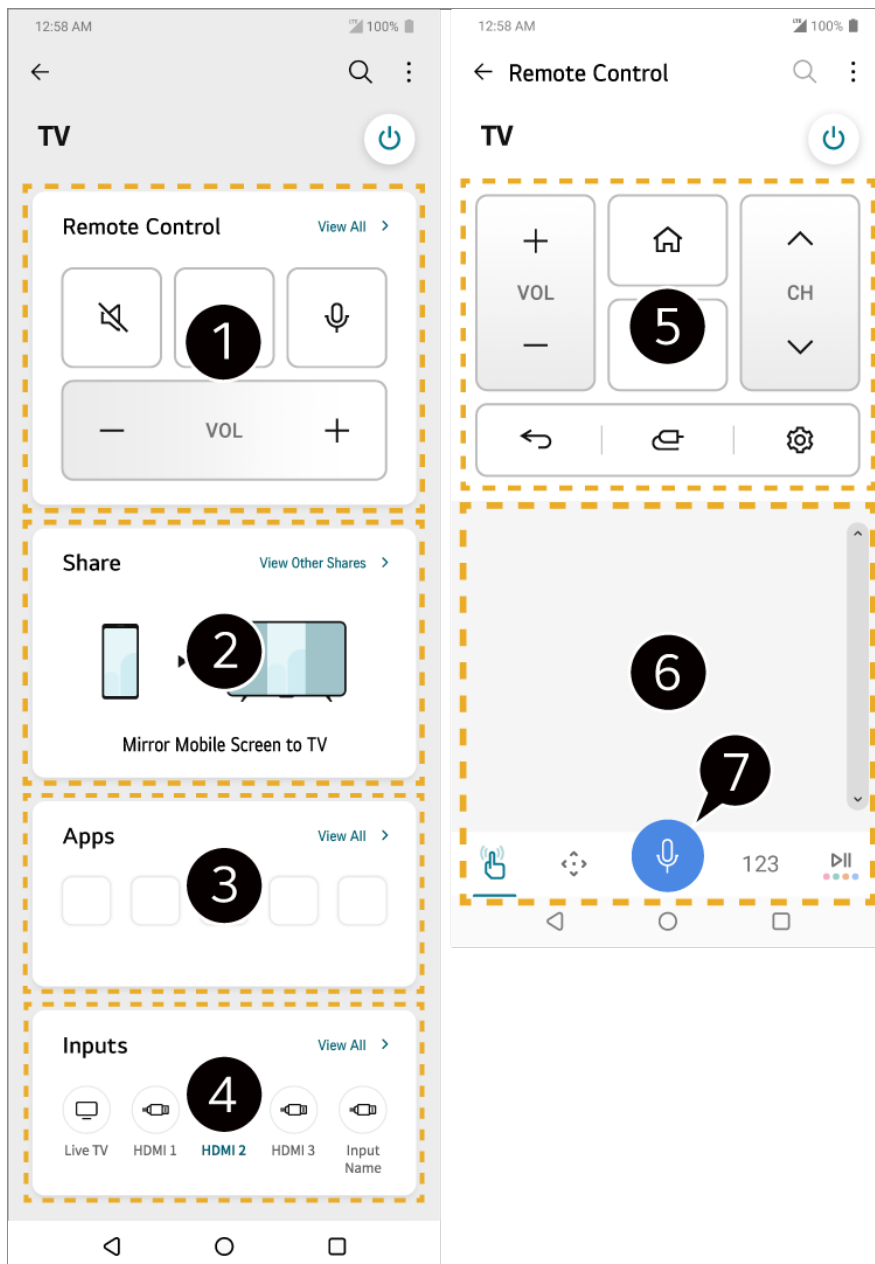 12:58 AM
LTE 100%
TV
Remote Control
View All >
1
— VOL +
Share
View Other Shares >
2
Mirror Mobile Screen to TV
Apps
View All >
3
Inputs
View All >
4
Live TV HDMI 1 HDMI 2 HDMI 3 Input
Name
12:58 AM
LTE 100%
Remote Control
TV
+
VOL
—
CH
5
6
7
123